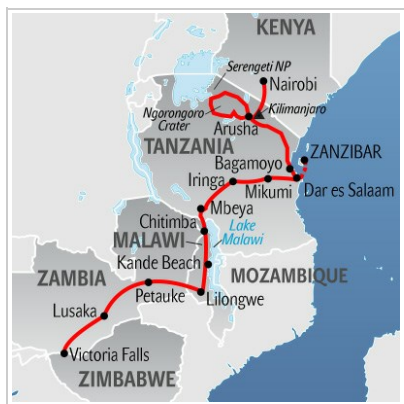 KENYA
Serengeti NP
Nairobi
Ngorongoro
Crater
Kilimanjaro
Arusha
TANZANIA
Bagamoyo
ZANZIBAR
Iringa
Mikumi
Dar es Salaam
Mbeya
Chitimba
Lake
Malawi
MALAWI
Kande Beach
MOZAMBIQUE
ZAMBIA
Petauke
Lilongwe
Lusaka
Victoria Falls
ZIMBABWE